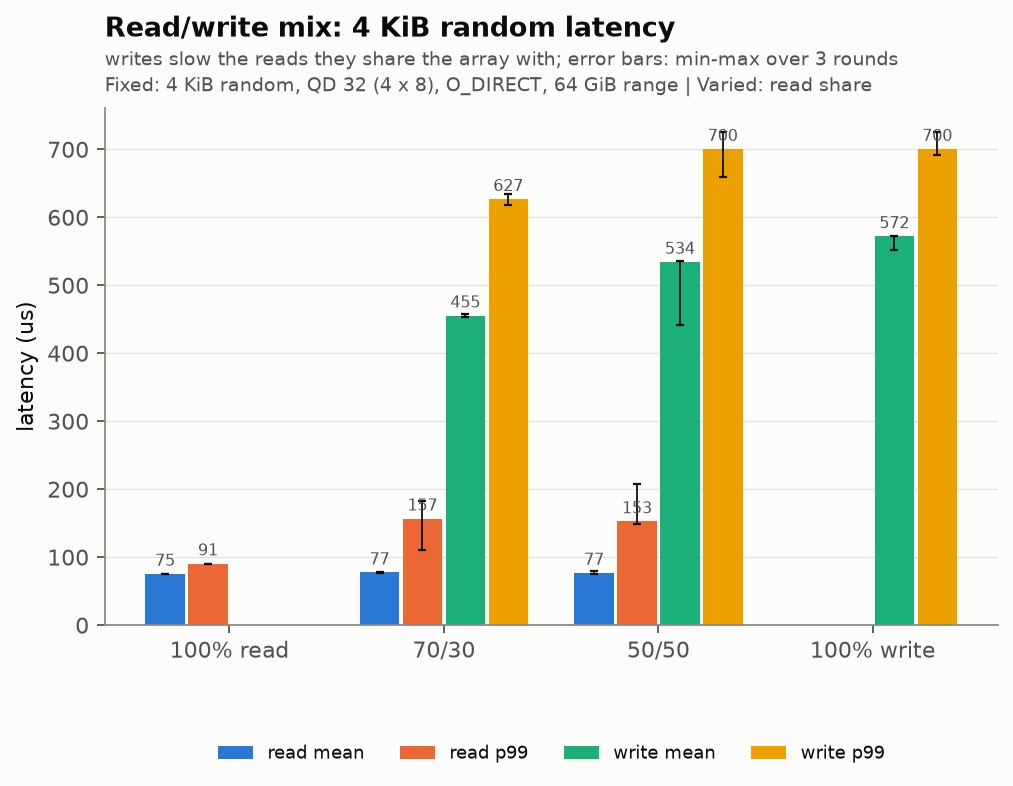 Read/write mix: 4 KiB random latency
writes slow the reads they share the array with; error bars: min-max over 3 rounds
Fixed: 4 KiB random, QD 32 (4 x 8), O_DIRECT, 64 GiB range | Varied: read share
latency (us)
700
600
500
400
300
200
100
0
75
91
77
157
455
627
77
153
534
700
572
700
100% read
70/30
50/50
100% write
read mean
read p99
write mean
write p99